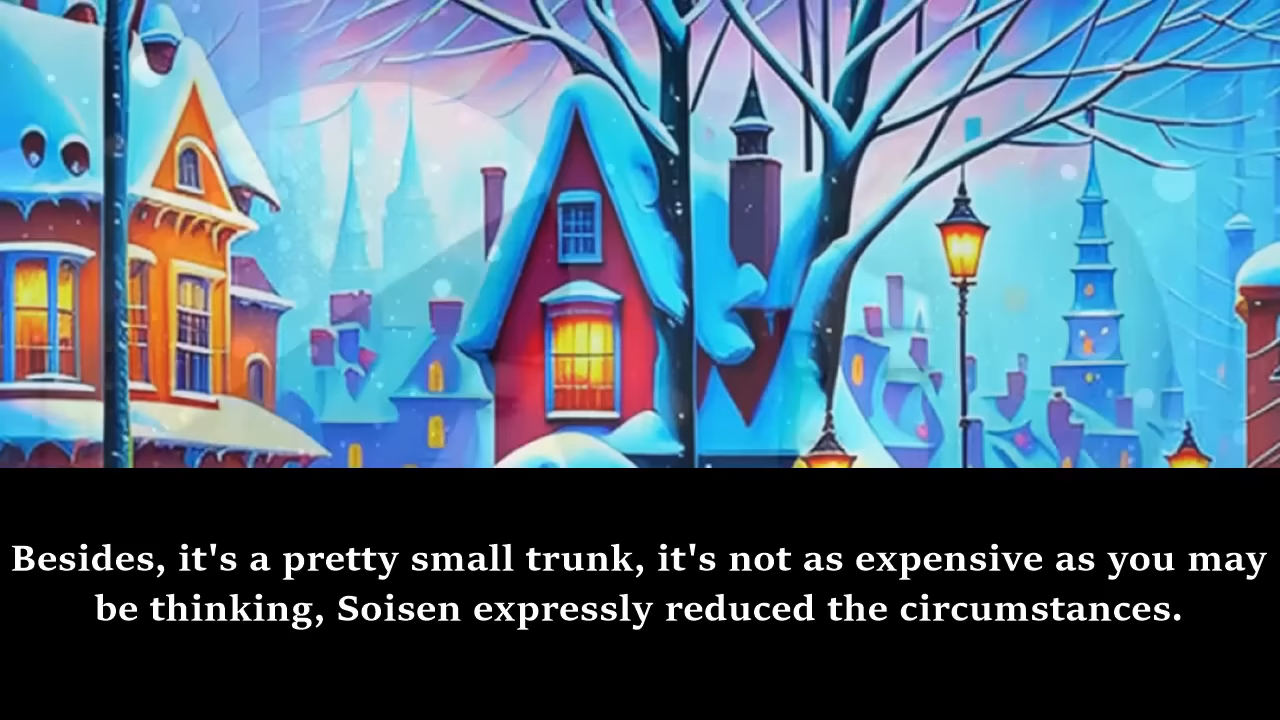 Besides, it's a pretty small trunk, it's not as expensive as you may
be thinking, Soisen expressly reduced the circumstances.